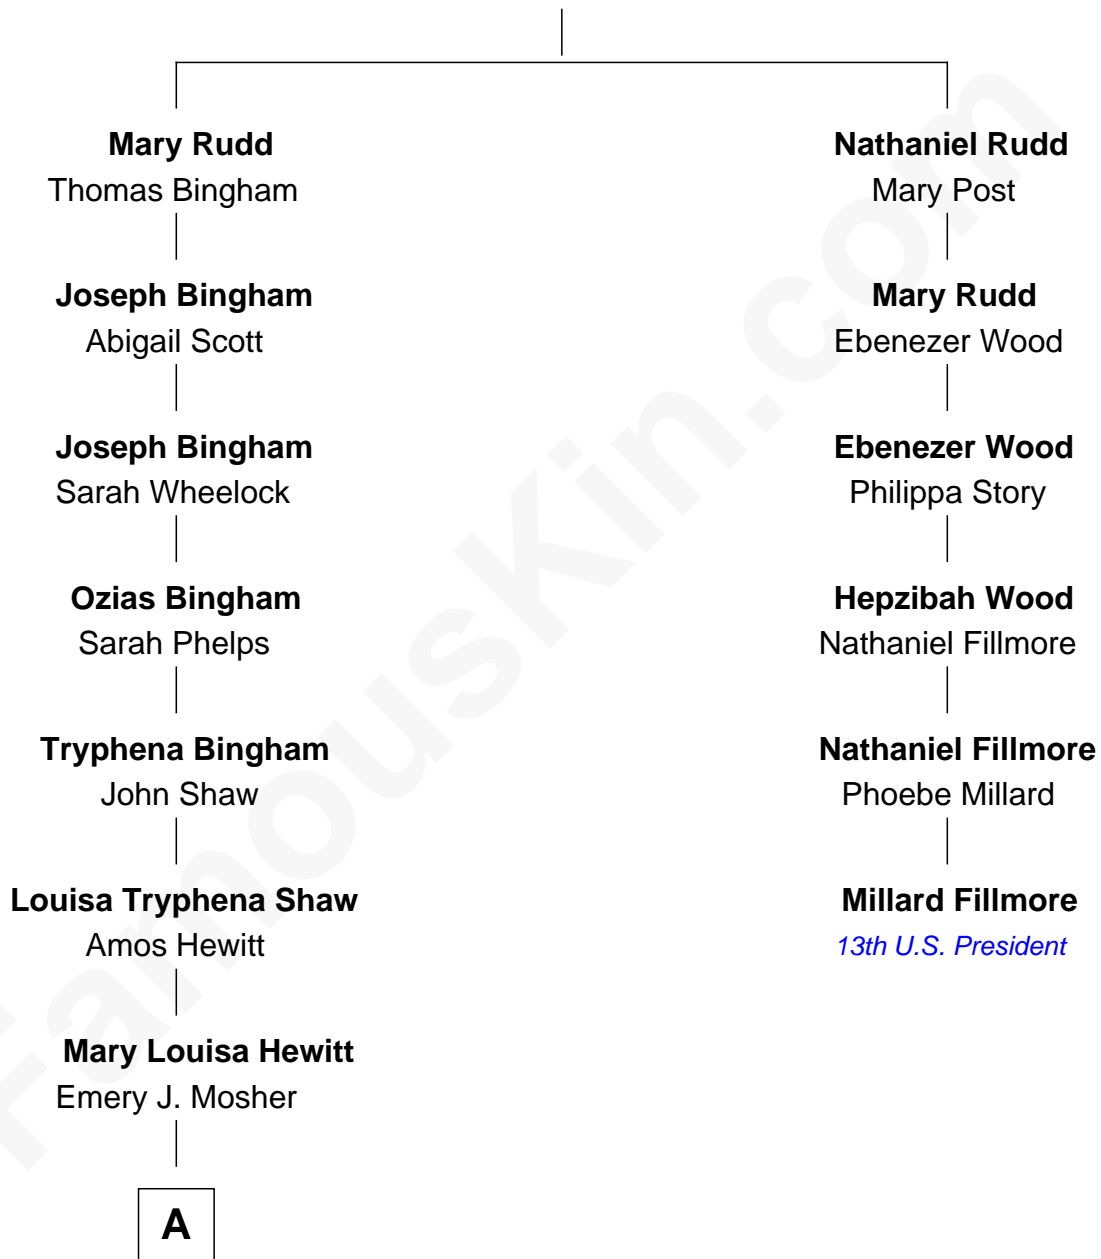 Mary Rudd
Thomas Bingham
Joseph Bingham
Abigail Scott
Joseph Bingham
Sarah Wheelock
Ozias Bingham
Sarah Phelps
Tryphena Bingham
John Shaw
Louisa Tryphena Shaw
Amos Hewitt
Mary Louisa Hewitt
Emery J. Mosher
A
Nathaniel Rudd
Mary Post
Mary Rudd
Ebenezer Wood
Ebenezer Wood
Philippa Story
Hepzibah Wood
Nathaniel Fillmore
Nathaniel Fillmore
Phoebe Millard
Millard Fillmore
13th U.S. President
FamousKin.com